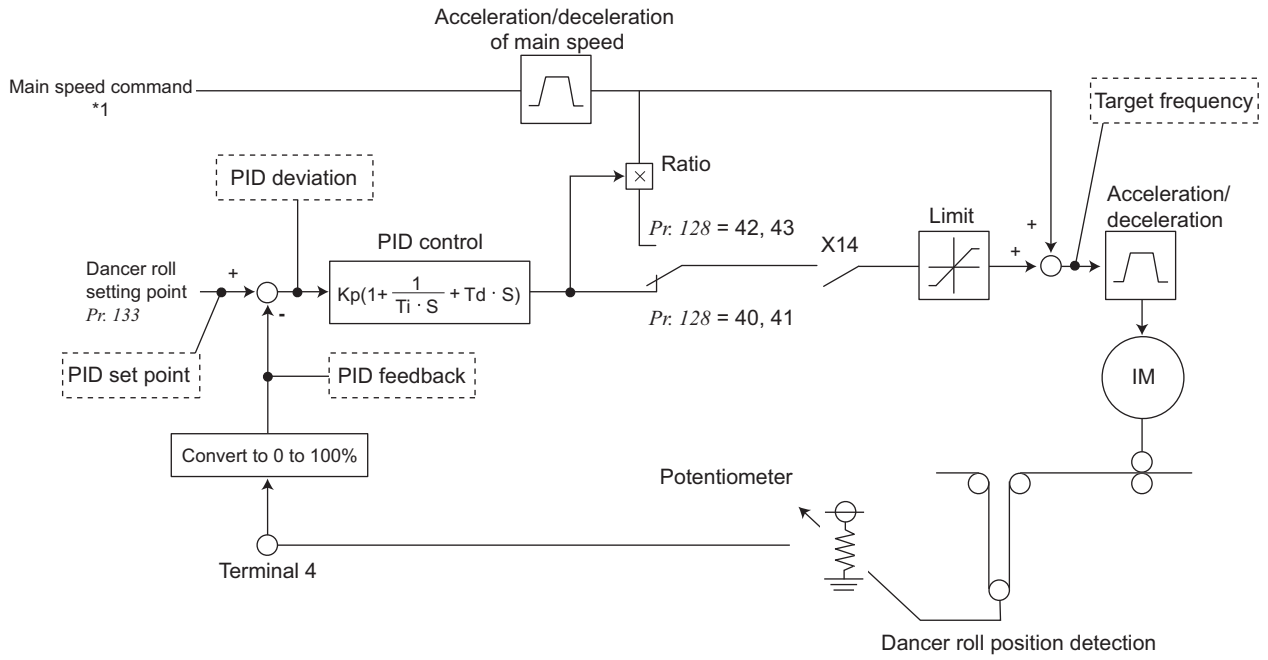 Acceleration/deceleration
of main speed
Main speed command
*1
Target frequency
PID deviation
Ratio
×
Acceleration/
deceleration
Pr. 128 = 42, 43
Limit
PID control
X14
+
+
Dancer roll
setting point
Pr. 133
+
-
Kp(1+ 1 / Ti · S + Td · S)
Pr. 128 = 40, 41
PID set point
PID feedback
IM
Convert to 0 to 100%
Potentiometer
Terminal 4
Dancer roll position detection